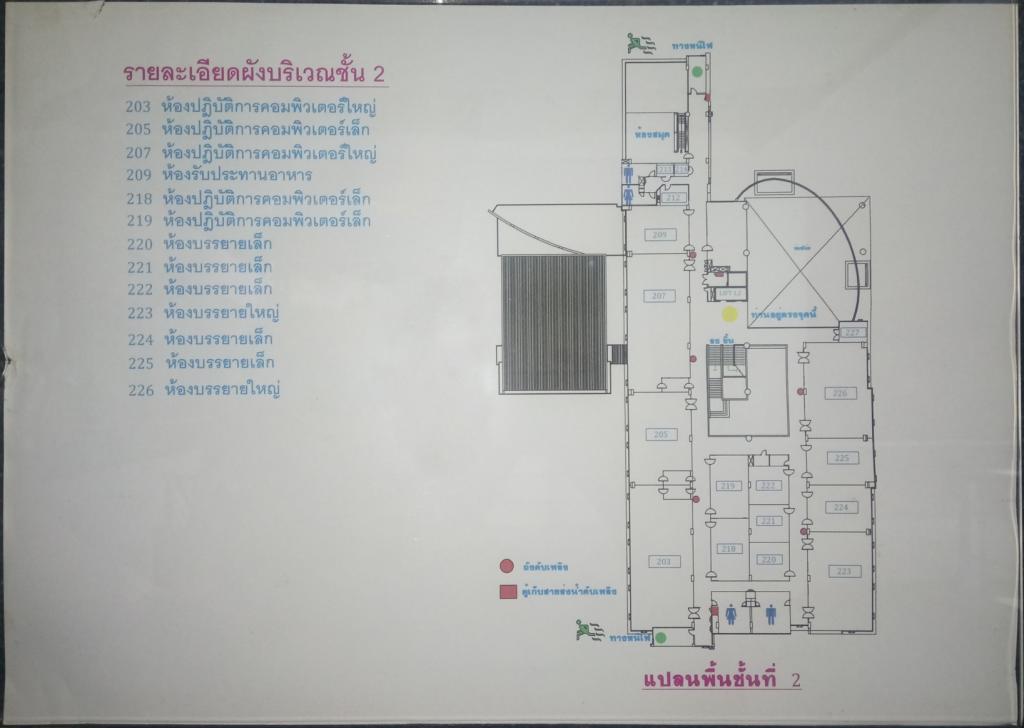 รายละเอียดผังบริเวณชั้น 2
203 ห้องปฎิบัติการคอมพิวเตอร์ใหญ่
205 ห้องปฎิบัติการคอมพิวเตอร์เล็ก
207 ห้องปฎิบัติการคอมพิวเตอร์ใหญ่
209 ห้องรับประทานอาหาร
218 ห้องปฎิบัติการคอมพิวเตอร์เล็ก
219 ห้องปฎิบัติการคอมพิวเตอร์เล็ก
220 ห้องบรรยายเล็ก
221 ห้องบรรยายเล็ก
222 ห้องบรรยายเล็ก
223 ห้องบรรยายใหญ่
224 ห้องบรรยายเล็ก
225 ห้องบรรยายเล็ก
226 ห้องบรรยายใหญ่
ทางหนีไฟ
ห้องสมุด
212
209
207
LIFT
ท่านอยู่ตรงจุดนี้
227
226
205
225
219
222
224
221
218
220
203
223
ถังดับเพลิง
ตู้เก็บสายส่งน้ำดับเพลิง
ทางหนีไฟ
แปลนพื้นชั้นที่ 2